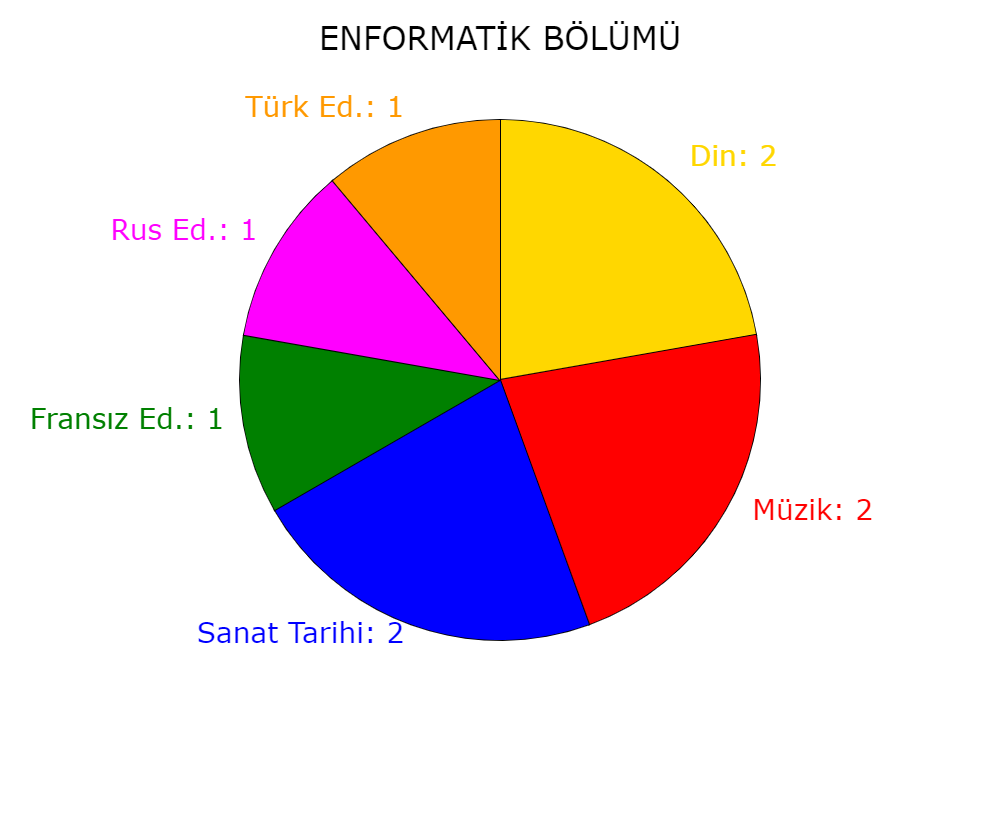 ENFORMATİK BÖLÜMÜ
Türk Ed.: 1
Din: 2
Rus Ed.: 1
Fransız Ed.: 1
Müzik: 2
Sanat Tarihi: 2